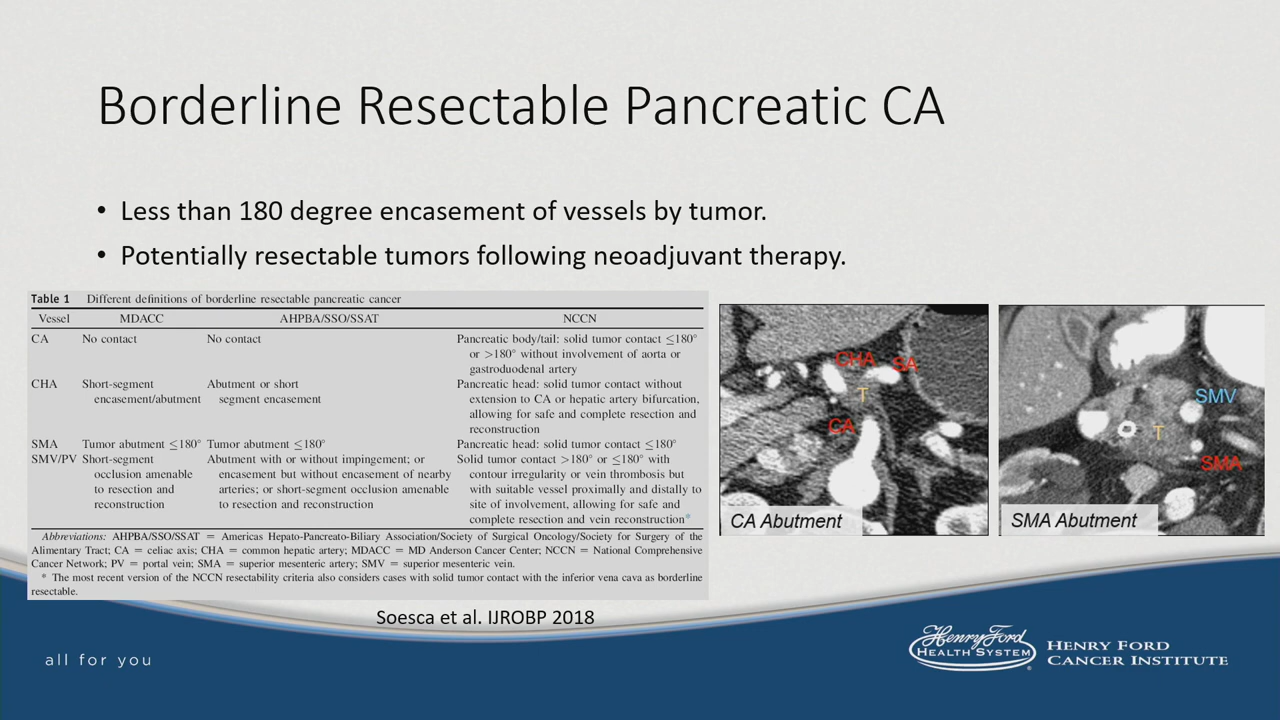 Borderline Resectable Pancreatic CA
• Less than 180 degree encasement of vessels by tumor.
• Potentially resectable tumors following neoadjuvant therapy.
Table 1 Different definitions of borderline resectable pancreatic cancer
Vessel MDACC AHPBA/SSO/SSAT NCCN
CA No contact No contact Pancreatic body/tail: solid tumor contact ≤180°
or >180° without involvement of aorta or
gastroduodenal artery
CHA Short-segment Abutment or short Pancreatic head: solid tumor contact without
encasement/abutment segment encasement extension to CA or hepatic artery bifurcation,
allowing for safe and complete resection and
reconstruction
SMA Tumor abutment ≤180° Tumor abutment ≤180° Pancreatic head: solid tumor contact ≤180°
SMV/PV Short-segment Abutment with or without impingement; or Solid tumor contact >180° or ≤180° with
occlusion amenable encasement but without encasement of nearby contour irregularity or vein thrombosis but
to resection and arteries; or short-segment occlusion amenable with suitable vessel proximally and distally to
reconstruction to resection and reconstruction site of involvement, allowing for safe and
complete resection and vein reconstruction*
Abbreviations: AHPBA/SSO/SSAT = Americas Hepato-Pancreato-Biliary Association/Society of Surgical Oncology/Society for Surgery of the
Alimentary Tract; CA = celiac axis; CHA = common hepatic artery; MDACC = MD Anderson Cancer Center; NCCN = National Comprehensive
Cancer Network; PV = portal vein; SMA = superior mesenteric artery; SMV = superior mesenteric vein.
* The most recent version of the NCCN resectability criteria also considers cases with solid tumor contact with the inferior vena cava as borderline
resectable.
CHA SA
T
CA
CA Abutment
SMV
T
SMA
SMA Abutment
Soesca et al. IJROBP 2018
all for you
Henry Ford
HEALTH SYSTEM
HENRY FORD
CANCER INSTITUTE